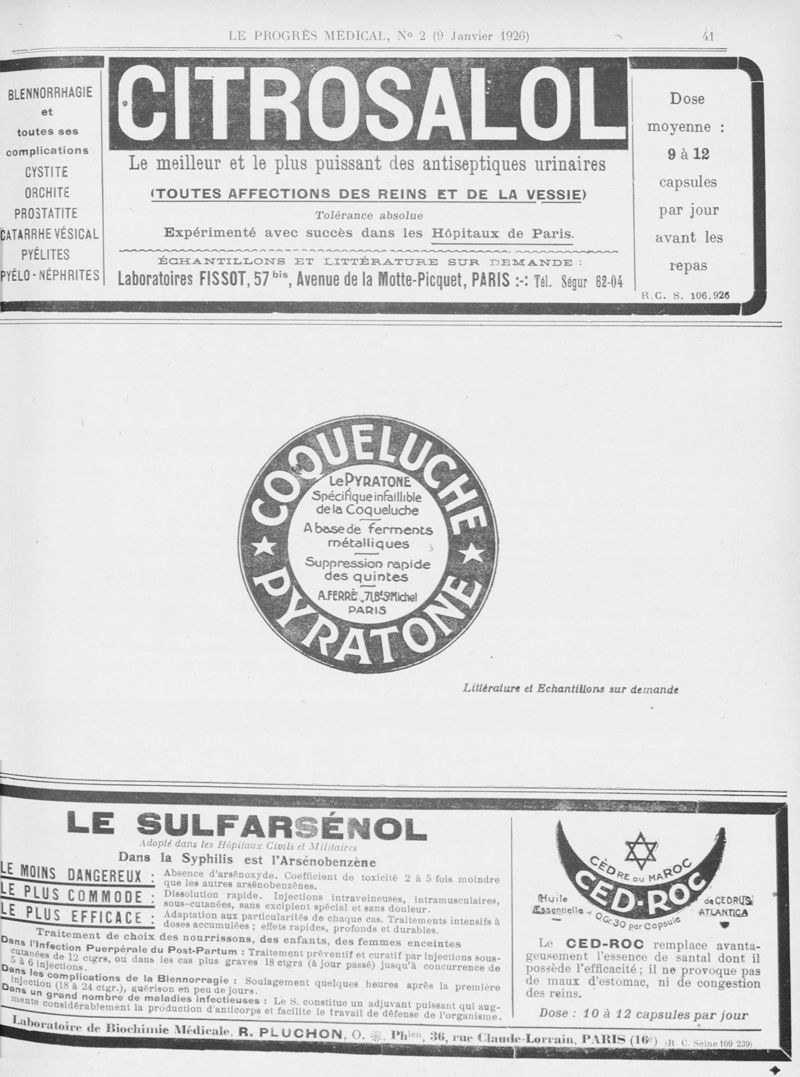 LE PROGRÈS MÉDICAL, Nº 2 (9 Janvier 1926)
41
BLENNORRHAGIE
et
toutes ses
complications
CYSTITE
ORCHITE
PROSTATITE
CATARRHE VÉSICAL
PYÉLITES
PYÉLO-NÉPHRITES
CITROSALOL
Le meilleur et le plus puissant des antiseptiques urinaires
(TOUTES AFFECTIONS DES REINS ET DE LA VESSIE)
Tolérance absolue
Expérimenté avec succès dans les Hôpitaux de Paris.
ÉCHANTILLONS ET LITTÉRATURE SUR DEMANDE :
Laboratoires FISSOT, 57 bis, Avenue de la Motte-Picquet, PARIS :-: Tél. Ségur 62-04
Dose
moyenne :
9 à 12
capsules
par jour
avant les
repas
R.C. S. 106.926
COQUELUCHE
Le PYRATONE
Spécifique infaillible
de la Coqueluche
A base de ferments
métalliques
Suppression rapide
des quintes
A. FERRÉ, 71, Bd St Michel
PARIS
PYRATONE
Littérature et Echantillons sur demande
LE SULFARSÉNOL
Adopté dans les Hôpitaux Civils et Militaires
Dans la Syphilis est l'Arsénobenzène
LE MOINS DANGEREUX : Absence d'arsénoxyde. Coefficient de toxicité 2 à 5 fois moindre
que les autres arsénobenzènes.
LE PLUS COMMODE : Dissolution rapide. Injections intraveineuses, intramusculaires,
sous-cutanées, sans excipient spécial et sans douleur.
LE PLUS EFFICACE : Adaptation aux particularités de chaque cas. Traitements intensifs à
doses accumulées ; effets rapides, profonds et durables.
Traitement de choix des nourrissons, des enfants, des femmes enceintes
Dans l'Infection Puerpérale du Post-Partum : Traitement préventif et curatif par injections sous-
cutanées de 12 ctgrs, ou dans les cas plus graves 18 ctgrs (à jour passé) jusqu'à concurrence de
5 à 6 injections.
Dans les complications de la Blennorragie : Soulagement quelques heures après la première
injection (18 à 24 ctgr.), guérison en peu de jours.
Dans un grand nombre de maladies infectieuses : Le S. constitue un adjuvant puissant qui aug-
mente considérablement la production d'anticorps et facilite le travail de défense de l'organisme.
CÈDRE DU MAROC
CED-ROC
Huile
Essentielle
0Gr.30 par Capsule
de CEDRUS
ATLANTICA
Le CED-ROC remplace avanta-
geusement l'essence de santal dont il
possède l'efficacité ; il ne provoque pas
de maux d'estomac, ni de congestion
des reins.
Dose : 10 à 12 capsules par jour
Laboratoire de Biochimie Médicale, R. PLUCHON, O. ✳, Phien, 36, rue Claude-Lorrain, PARIS (16e) (R. C. Seine 109 239)